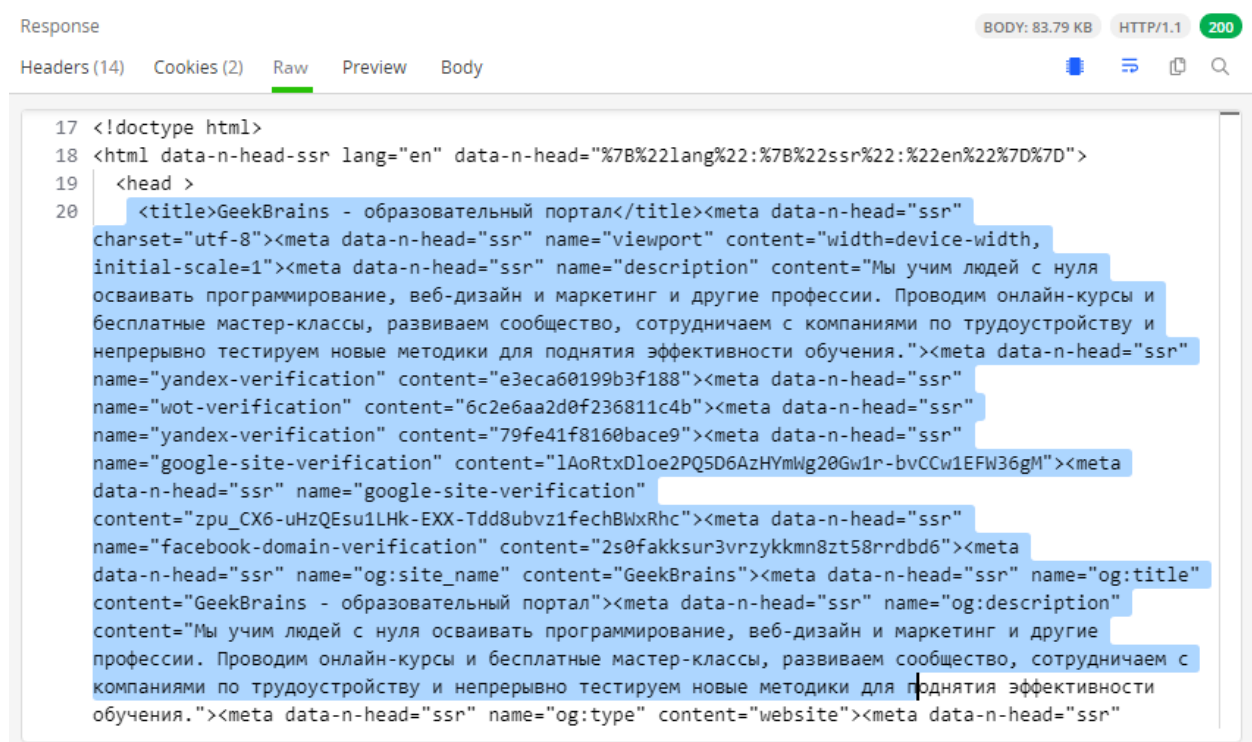 Response
BODY: 83.79 KB HTTP/1.1 200
Headers (14) Cookies (2) Raw Preview Body
17 <!doctype html>
18 <html data-n-head-ssr lang="en" data-n-head="%7B%22lang%22:%7B%22ssr%22:%22en%22%7D%7D">
19 <head >
20 <title>GeekBrains - образовательный портал</title><meta data-n-head="ssr"
charset="utf-8"><meta data-n-head="ssr" name="viewport" content="width=device-width,
initial-scale=1"><meta data-n-head="ssr" name="description" content="Мы учим людей с нуля
осваивать программирование, веб-дизайн и маркетинг и другие профессии. Проводим онлайн-курсы и
бесплатные мастер-классы, развиваем сообщество, сотрудничаем с компаниями по трудоустройству и
непрерывно тестируем новые методики для поднятия эффективности обучения."><meta data-n-head="ssr"
name="yandex-verification" content="e3eca60199b3f188"><meta data-n-head="ssr"
name="wot-verification" content="6c2e6aa2d0f236811c4b"><meta data-n-head="ssr"
name="yandex-verification" content="79fe41f8160bace9"><meta data-n-head="ssr"
name="google-site-verification" content="lAoRtxDloe2PQ5D6AzHYmWg20Gw1r-bvCCw1EFW36gM"><meta
data-n-head="ssr" name="google-site-verification"
content="zpu_CX6-uHzQEsu1LHk-EXX-Tdd8ubvz1fechBWxRhc"><meta data-n-head="ssr"
name="facebook-domain-verification" content="2s0fakksur3vrzykkmn8zt58rrdbd6"><meta
data-n-head="ssr" name="og:site_name" content="GeekBrains"><meta data-n-head="ssr" name="og:title"
content="GeekBrains - образовательный портал"><meta data-n-head="ssr" name="og:description"
content="Мы учим людей с нуля осваивать программирование, веб-дизайн и маркетинг и другие
профессии. Проводим онлайн-курсы и бесплатные мастер-классы, развиваем сообщество, сотрудничаем с
компаниями по трудоустройству и непрерывно тестируем новые методики для поднятия эффективности
обучения."><meta data-n-head="ssr" name="og:type" content="website"><meta data-n-head="ssr"